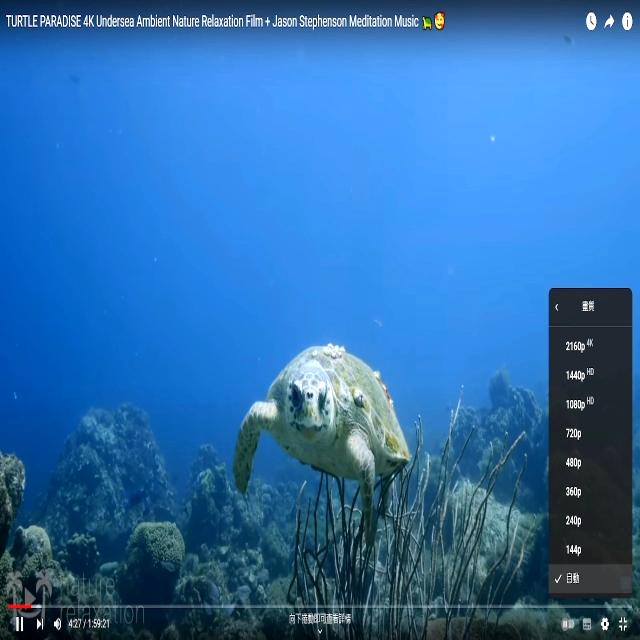 TURTLE PARADISE 4K Undersea Ambient Nature Relaxation Film + Jason Stephenson Meditation Music
畫質
2160p 4K
1440p HD
1080p HD
720p
480p
360p
240p
144p
自動
relaxation
4:27 / 1:59:21
向下捲動即可查看詳情